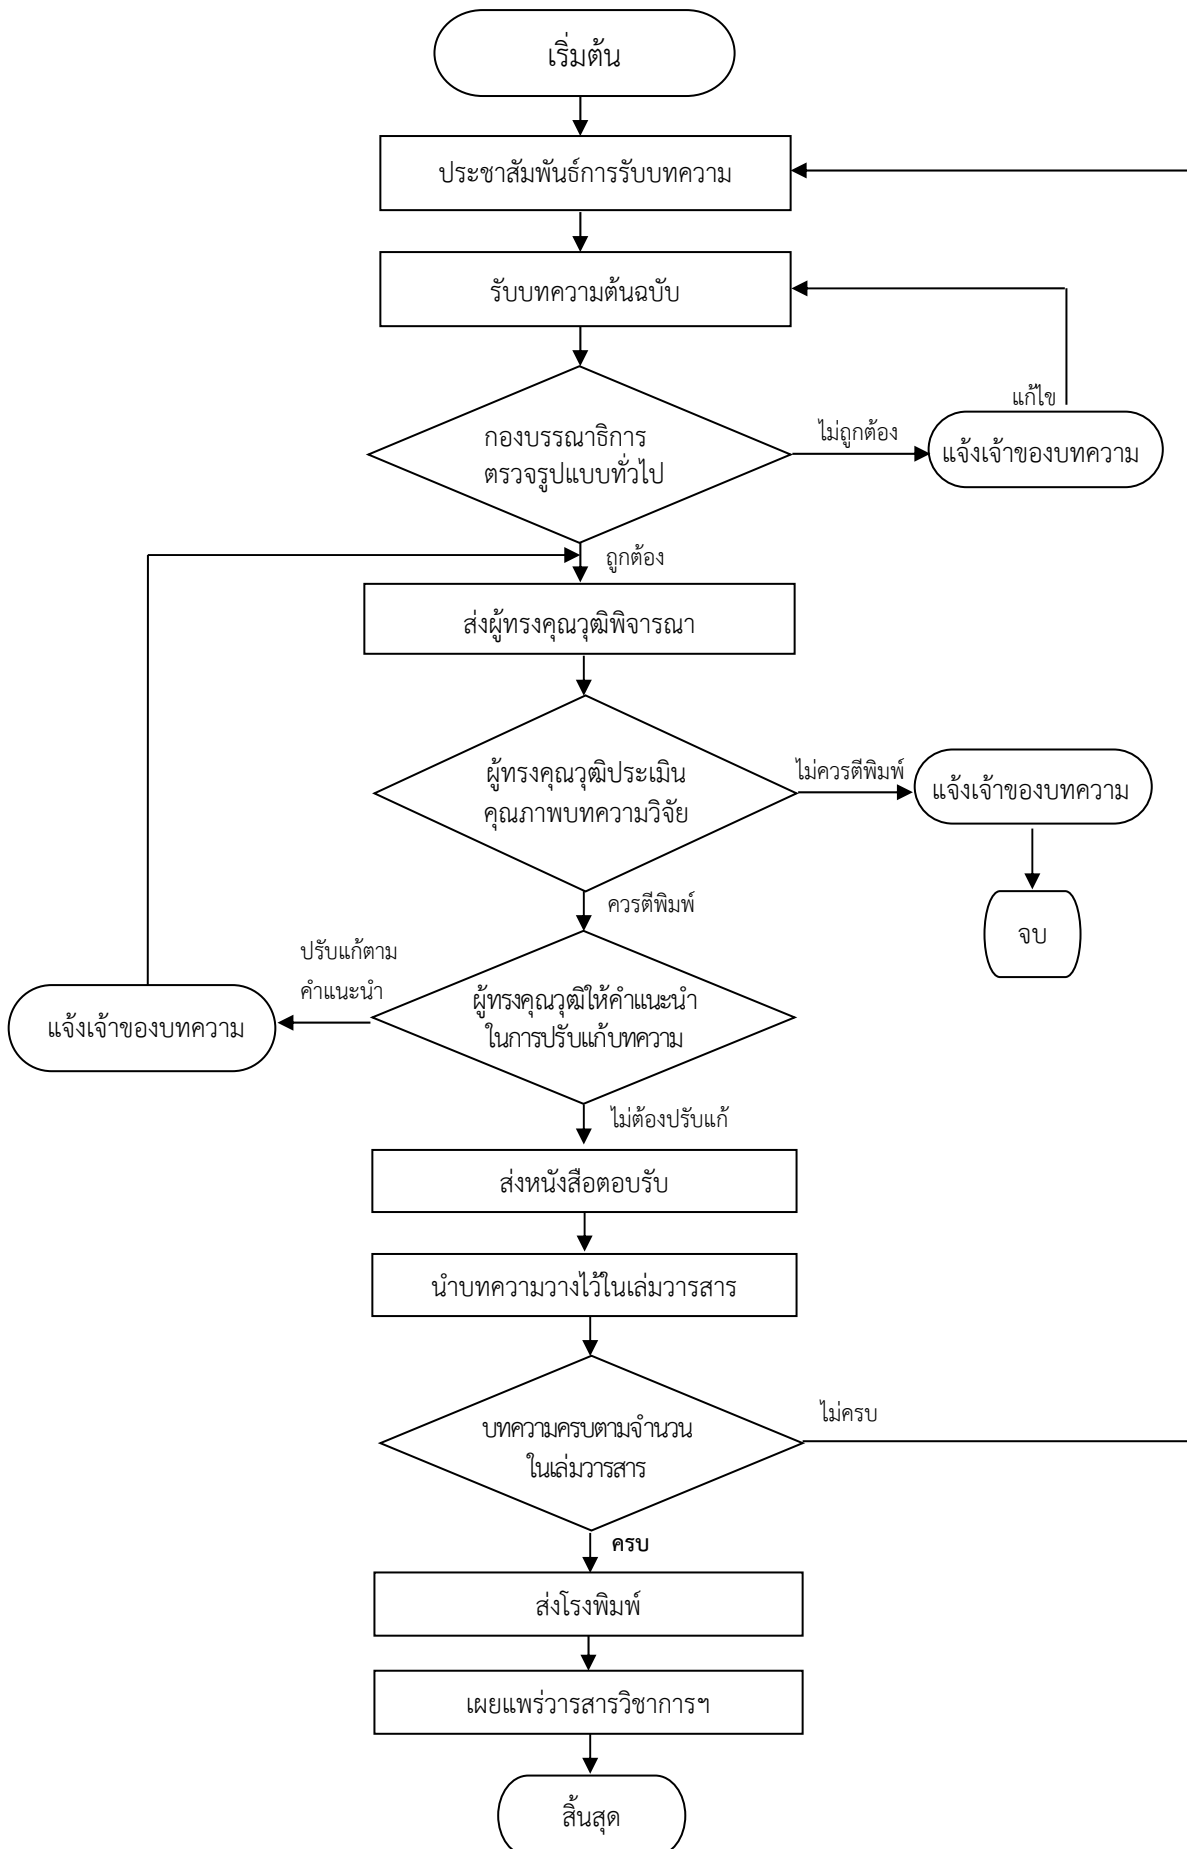 เริ่มต้น
ประชาสัมพันธ์การรับบทความ
รับบทความต้นฉบับ
แก้ไข
กองบรรณาธิการ
ตรวจรูปแบบทั่วไป
ไม่ถูกต้อง
แจ้งเจ้าของบทความ
ถูกต้อง
ส่งผู้ทรงคุณวุฒิพิจารณา
ผู้ทรงคุณวุฒิประเมิน
คุณภาพบทความวิจัย
ไม่ควรตีพิมพ์
แจ้งเจ้าของบทความ
จบ
ควรตีพิมพ์
ปรับแก้ตาม
คำแนะนำ
แจ้งเจ้าของบทความ
ผู้ทรงคุณวุฒิให้คำแนะนำ
ในการปรับแก้บทความ
ไม่ต้องปรับแก้
ส่งหนังสือตอบรับ
นำบทความวางไว้ในเล่มวารสาร
บทความครบตามจำนวน
ในเล่มวารสาร
ไม่ครบ
ครบ
ส่งโรงพิมพ์
เผยแพร่วารสารวิชาการฯ
สิ้นสุด